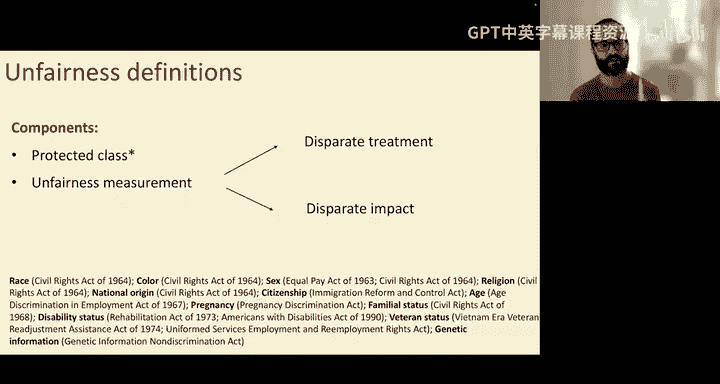 GPT中英字幕课程资源
Unfairness definitions
Components:
• Protected class*
• Unfairness measurement
Disparate treatment
Disparate impact
Race (Civil Rights Act of 1964); Color (Civil Rights Act of 1964); Sex (Equal Pay Act of 1963; Civil Rights Act of 1964); Religion (Civil
Rights Act of 1964); National origin (Civil Rights Act of 1964); Citizenship (Immigration Reform and Control Act); Age (Age
Discrimination in Employment Act of 1967); Pregnancy (Pregnancy Discrimination Act); Familial status (Civil Rights Act of
1968); Disability status (Rehabilitation Act of 1973; Americans with Disabilities Act of 1990); Veteran status (Vietnam Era Veteran
Readjustment Assistance Act of 1974; Uniformed Services Employment and Reemployment Rights Act); Genetic
information (Genetic Information Nondiscrimination Act)